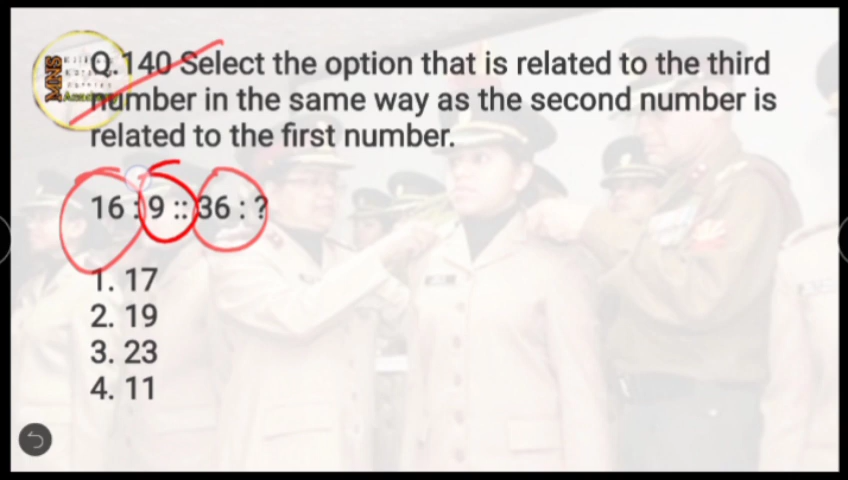 MNS
Q.140 Select the option that is related to the third
number in the same way as the second number is
related to the first number.
16 : 9 :: 36 : ?
1. 17
2. 19
3. 23
4. 11